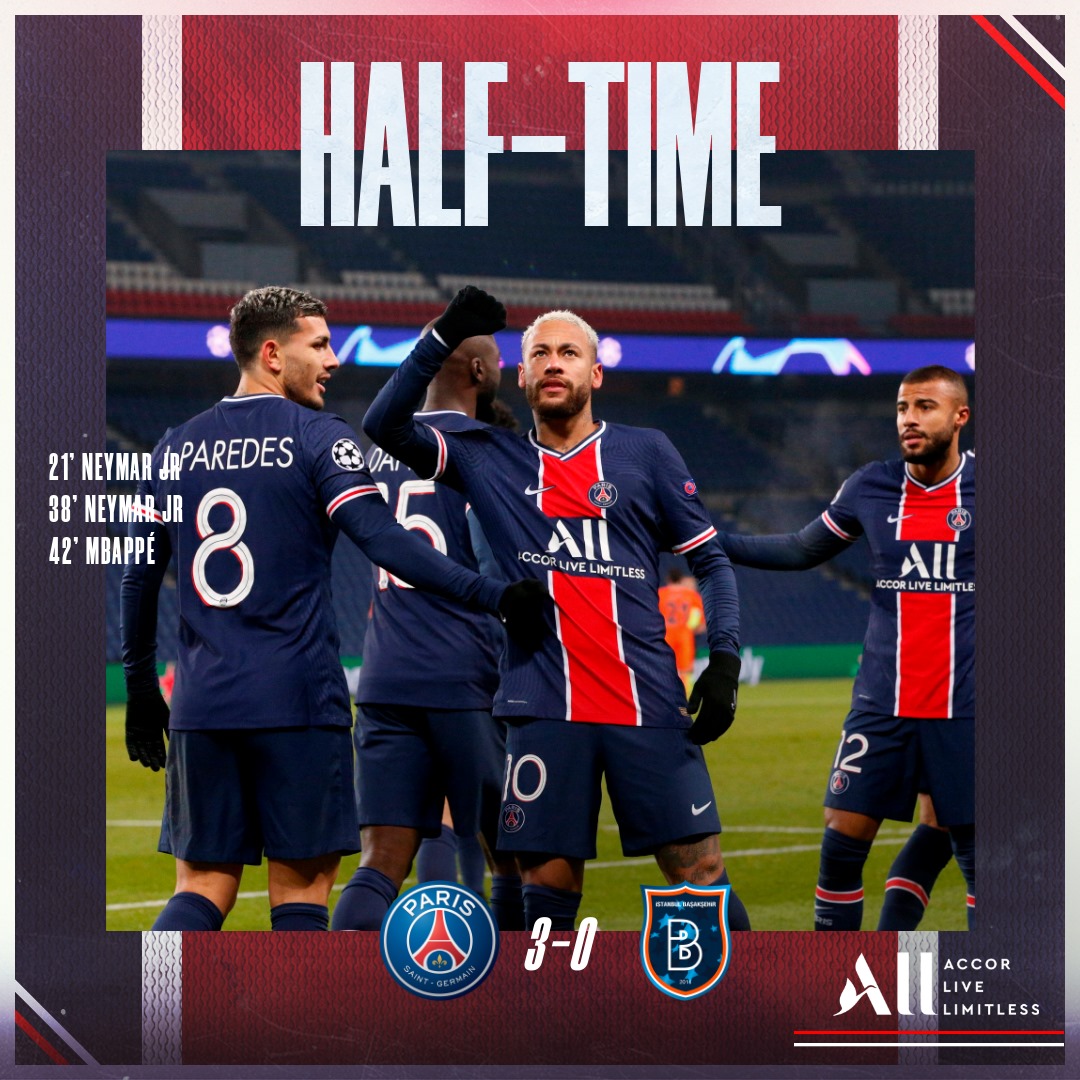 HALF-TIME
21' NEYMAR JR
38' NEYMAR JR
42' MBAPPÉ
PAREDES
8
ALL
ACCOR LIVE LIMITLESS
10
ALL
ACCOR LIVE LIMITLE
12
PARIS
SAINT-GERMAIN
3-0
ISTANBUL BAŞAKŞEHİR
B
ALL
ACCOR
LIVE
LIMITLESS